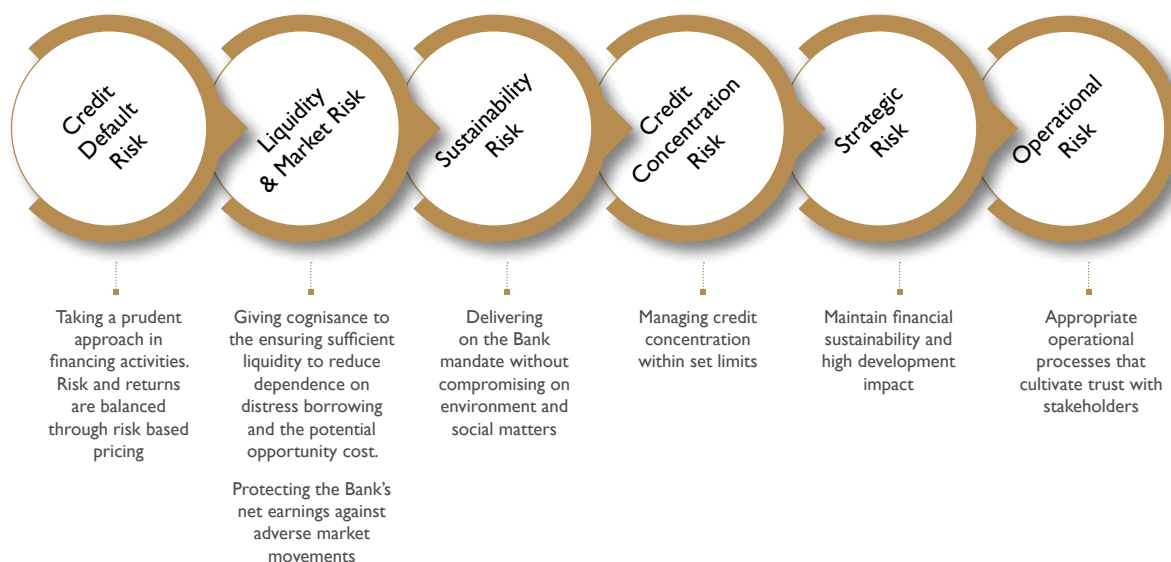 Credit
Default
Risk
Liquidity
& Market Risk
Sustainability
Risk
Credit
Concentration
Risk
Strategic
Risk
Operational
Risk
Taking a prudent
approach in
financing activities.
Risk and returns
are balanced
through risk based
pricing
Giving cognisance to
the ensuring sufficient
liquidity to reduce
dependence on
distress borrowing
and the potential
opportunity cost.
Protecting the Bank’s
net earnings against
adverse market
movements
Delivering
on the Bank
mandate without
compromising on
environment and
social matters
Managing credit
concentration
within set limits
Maintain financial
sustainability and
high development
impact
Appropriate
operational
processes that
cultivate trust with
stakeholders